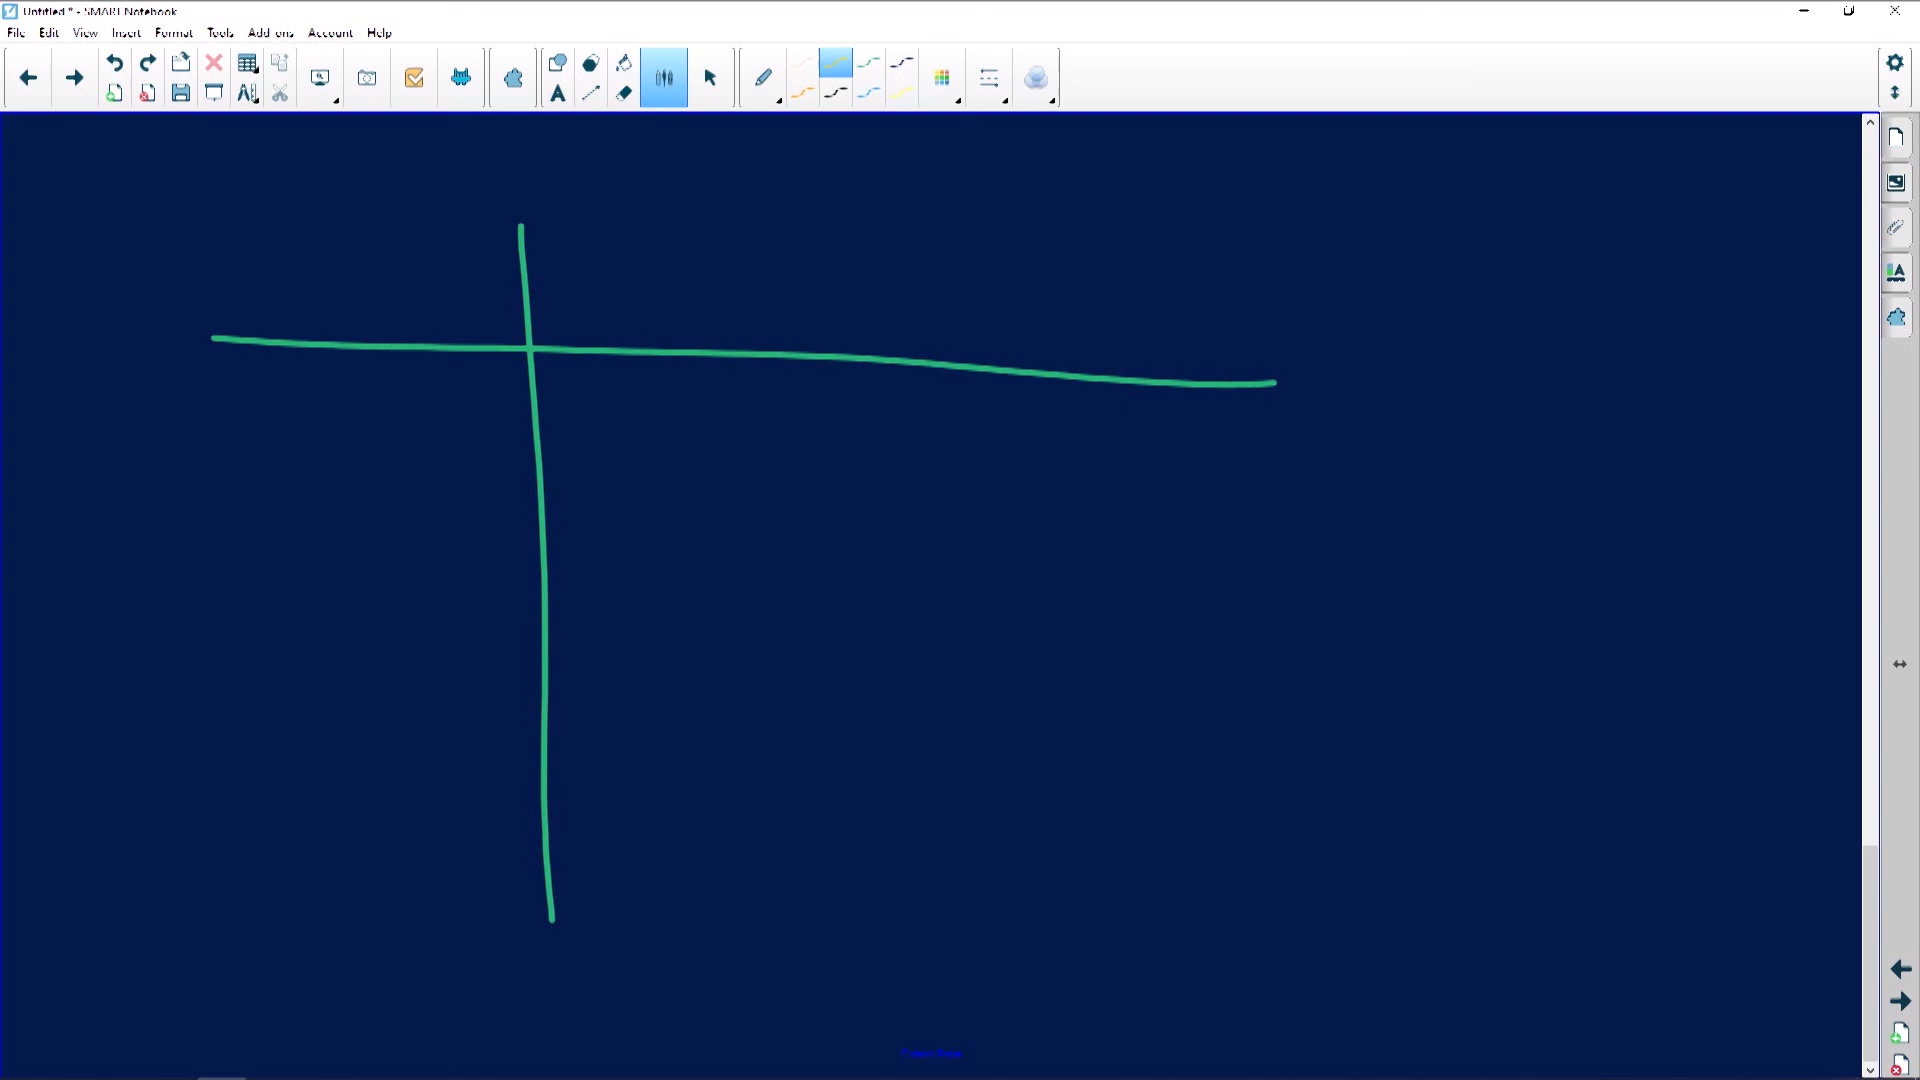 Untitled * - SMART Notebook
File Edit View Insert Format Tools Add-ons Account Help